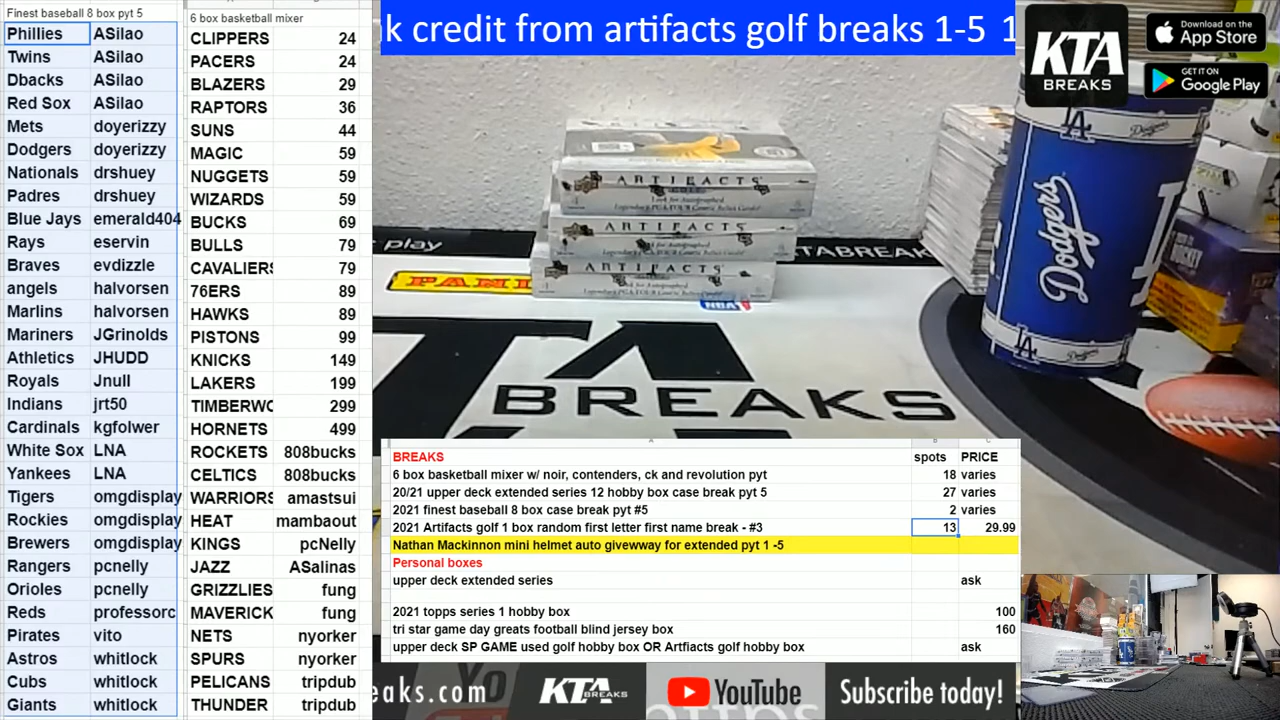 Finest baseball 8 box pyt 5
Phillies ASilao
Twins ASilao
Dbacks ASilao
Red Sox ASilao
Mets doyerizzy
Dodgers doyerizzy
Nationals drshuey
Padres drshuey
Blue Jays emerald404
Rays eservin
Braves evdizzle
angels halvorsen
Marlins halvorsen
Mariners JGrinolds
Athletics JHUDD
Royals Jnull
Indians jrt50
Cardinals kgfolwer
White Sox LNA
Yankees LNA
Tigers omgdisplay
Rockies omgdisplay
Brewers omgdisplay
Rangers pcnelly
Orioles pcnelly
Reds professorc
Pirates vito
Astros whitlock
Cubs whitlock
Giants whitlock
6 box basketball mixer
CLIPPERS 24
PACERS 24
BLAZERS 29
RAPTORS 36
SUNS 44
MAGIC 59
NUGGETS 59
WIZARDS 59
BUCKS 69
BULLS 79
CAVALIERS 79
76ERS 89
HAWKS 89
PISTONS 99
KNICKS 149
LAKERS 199
TIMBERWO 299
HORNETS 499
ROCKETS 808bucks
CELTICS 808bucks
WARRIORS amastsui
HEAT mambaout
KINGS pcNelly
JAZZ ASalinas
GRIZZLIES fung
MAVERICK fung
NETS nyorker
SPURS nyorker
PELICANS tripdub
THUNDER tripdub
k credit from artifacts golf breaks 1-5 1
KTA
BREAKS
Download on the
App Store
GET IT ON
Google Play
ARTIFACTS
ARTIFACTS
ARTIFACTS
play
TABREAK
PANI
NBA
Dodgers
LA
LA
BREAKS
BREAKS spots PRICE
6 box basketball mixer w/ noir, contenders, ck and revolution pyt 18 varies
20/21 upper deck extended series 12 hobby box case break pyt 5 27 varies
2021 finest baseball 8 box case break pyt #5 2 varies
2021 Artifacts golf 1 box random first letter first name break - #3 13 29.99
Nathan Mackinnon mini helmet auto givewway for extended pyt 1 -5
Personal boxes
upper deck extended series ask
2021 topps series 1 hobby box 100
tri star game day greats football blind jersey box 160
upper deck SP GAME used golf hobby box OR Artfiacts golf hobby box ask
eaks.com
KTA BREAKS
YouTube
Subscribe today!